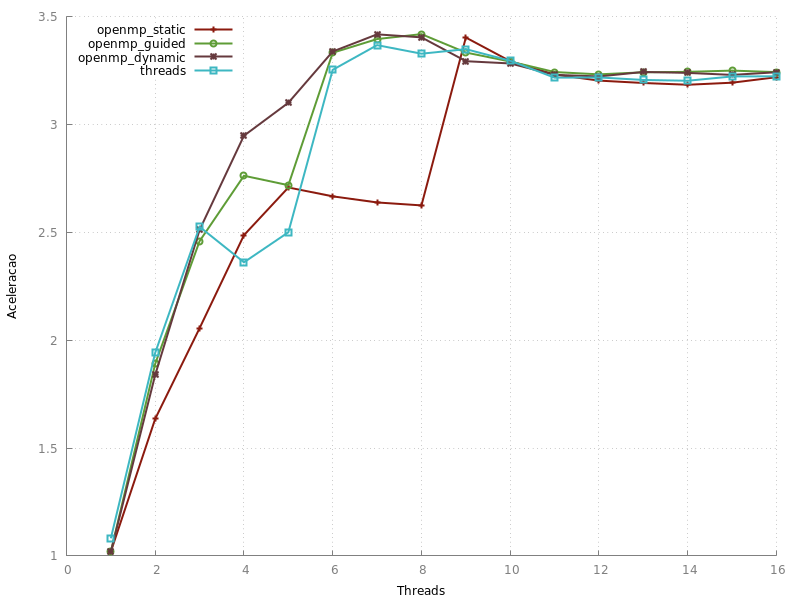 3.5
openmp_static
openmp_guided
openmp_dynamic
threads
3
2.5
Aceleracao
2
1.5
1
0 2 4 6 8 10 12 14 16
Threads